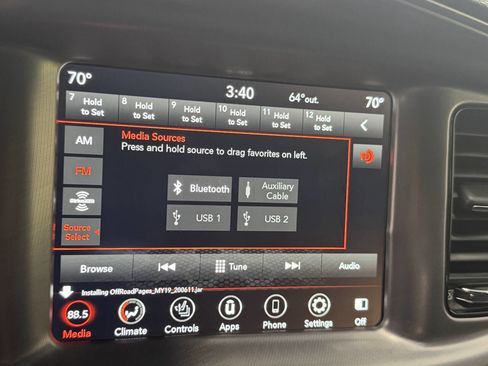 70° 3:40 64°out. 70°
7 Hold to Set 8 Hold to Set 9 Hold to Set 10 Hold to Set 11 Hold to Set 12 Hold to Set
AM
Media Sources
Press and hold source to drag favorites on left.
FM
Bluetooth Auxiliary Cable
SiriusXM
USB 1 USB 2
Source Select
Browse Tune Audio
Installing OffRoadPages_MY19_200611.jar
88.5
Media Climate Controls Apps Phone Settings Off